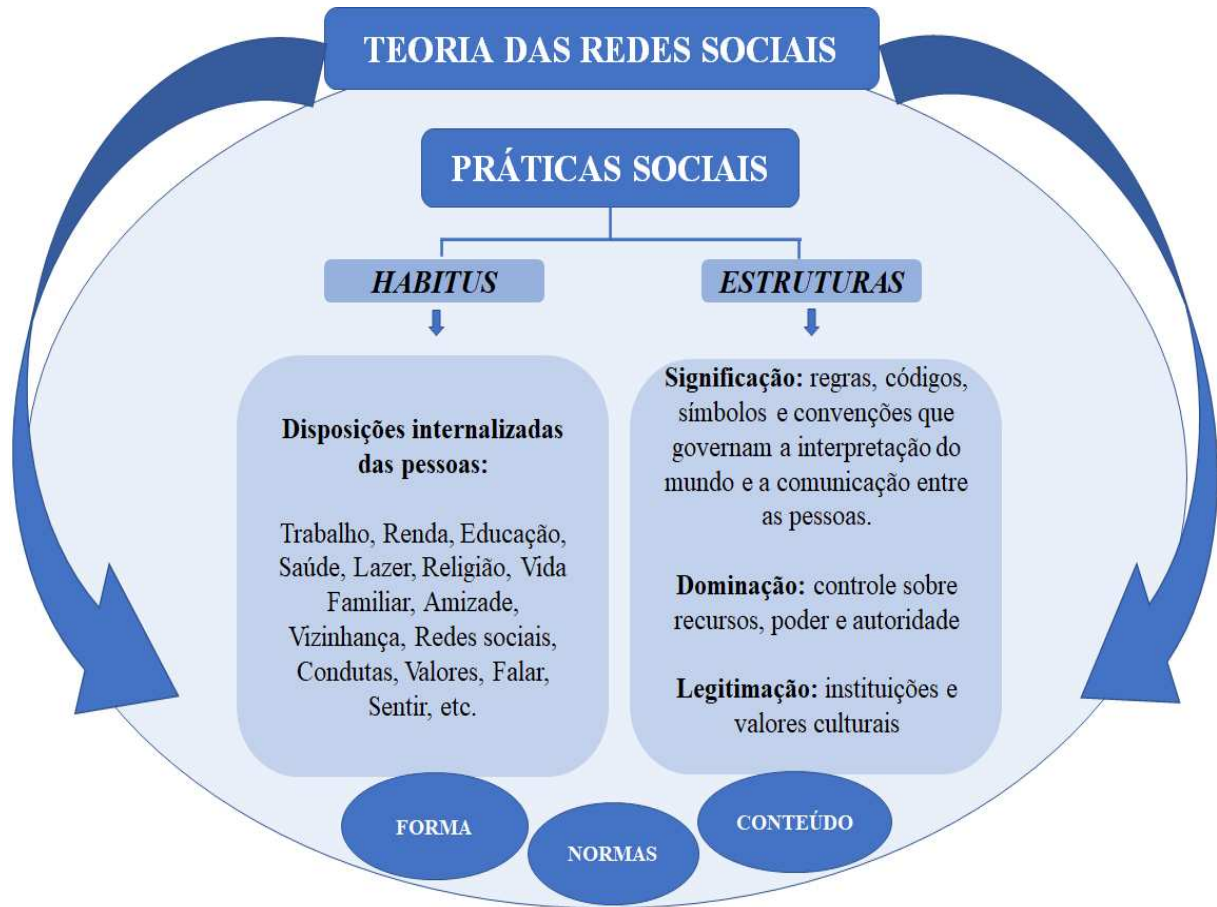 TEORIA DAS REDES SOCIAIS
PRÁTICAS SOCIAIS
HABITUS
ESTRUTURAS
Disposições internalizadas
das pessoas:
Trabalho, Renda, Educação,
Saúde, Lazer, Religião, Vida
Familiar, Amizade,
Vizinhança, Redes sociais,
Condutas, Valores, Falar,
Sentir, etc.
Significação: regras, códigos,
símbolos e convenções que
governam a interpretação do
mundo e a comunicação entre
as pessoas.
Dominação: controle sobre
recursos, poder e autoridade
Legitimação: instituições e
valores culturais
FORMA
NORMAS
CONTEÚDO